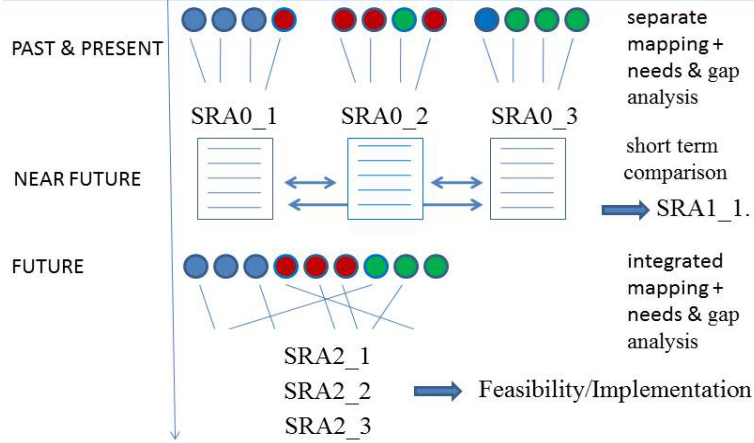 PAST & PRESENT
separate
mapping +
needs & gap
analysis
SRA0_1
SRA0_2
SRA0_3
NEAR FUTURE
short term
comparison
SRA1_1.
FUTURE
integrated
mapping +
needs & gap
analysis
SRA2_1
SRA2_2
SRA2_3
Feasibility/Implementation